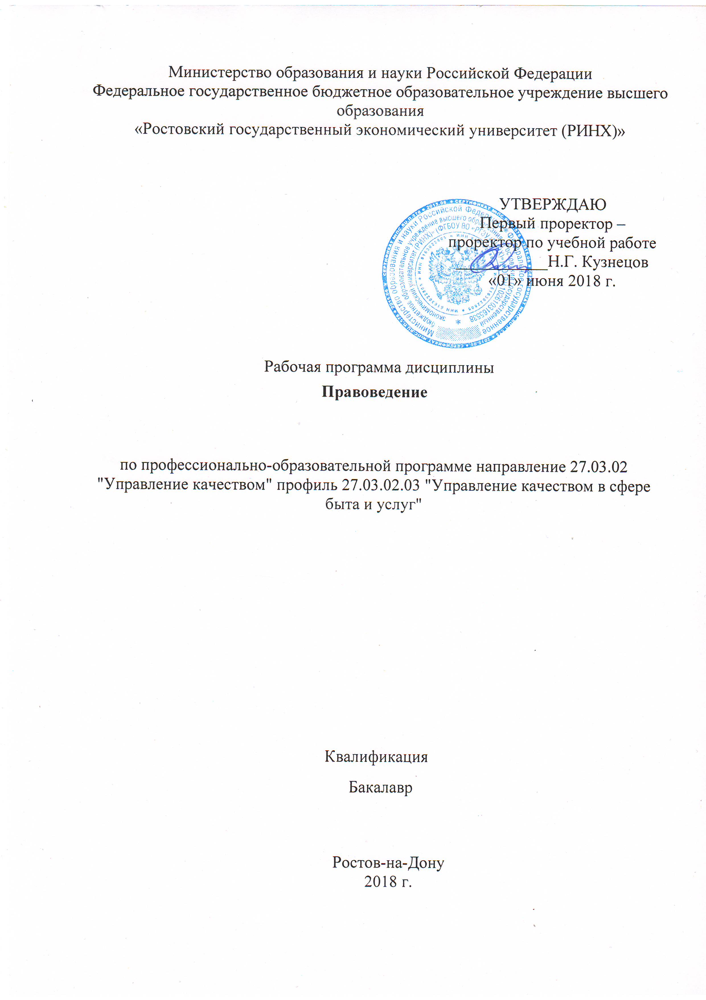 Министерство образования и науки Российской Федерации
Федеральное государственное бюджетное образовательное учреждение высшего
образования
«Ростовский государственный экономический университет (РИНХ)»
УТВЕРЖДАЮ
Первый проректор –
проректор по учебной работе
____________Н.Г. Кузнецов
«01» июня 2018 г.
Рабочая программа дисциплины
Правоведение
по профессионально-образовательной программе направление 27.03.02
"Управление качеством" профиль 27.03.02.03 "Управление качеством в сфере
быта и услуг"
Квалификация
Бакалавр
Ростов-на-Дону
2018 г.